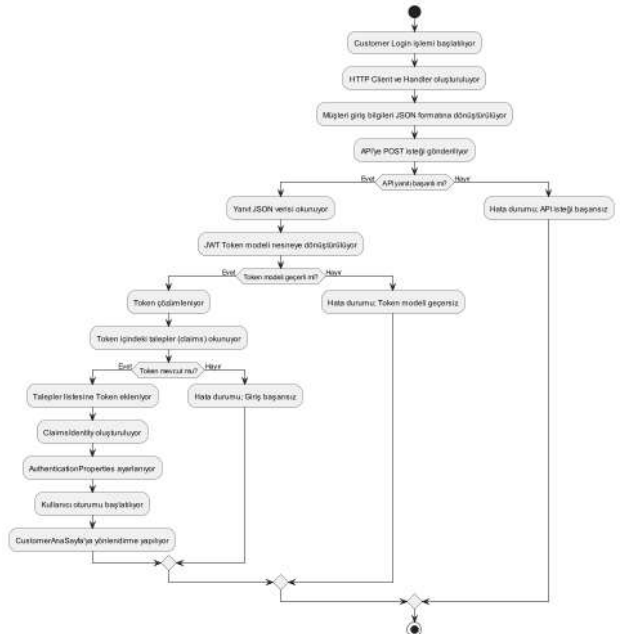 Customer Login işlemi başlatılıyor
HTTP Client ve Handler oluşturuluyor
Müşteri giriş bilgileri JSON formatına dönüştürülüyor
API'ye POST isteği gönderiliyor
Evet API yanıtı başarılı mı? Hayır
Yanıt JSON verisi okunuyor
Hata durumu; API isteği başarısız
JWT Token modeli nesneye dönüştürülüyor
Evet Token modeli geçerli mi? Hayır
Token çözümleniyor
Hata durumu; Token modeli geçersiz
Token içindeki talepler (claims) okunuyor
Evet Token mevcut mu? Hayır
Talepler listesine Token ekleniyor
Hata durumu; Giriş başarısız
ClaimsIdentity oluşturuluyor
AuthenticationProperties ayarlanıyor
Kullanıcı oturumu başlatılıyor
CustomerAnaSayfa'ya yönlendirme yapılıyor